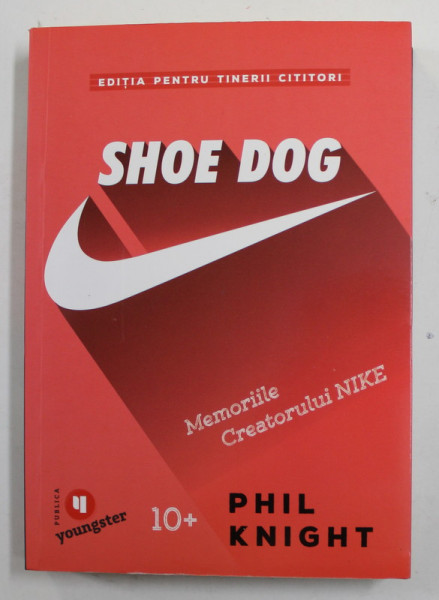 EDIȚIA PENTRU TINERII CITITORI
SHOE DOG
Memoriile
Creatorului NIKE
PUBLICA
youngster
10+
PHIL
KNIGHT